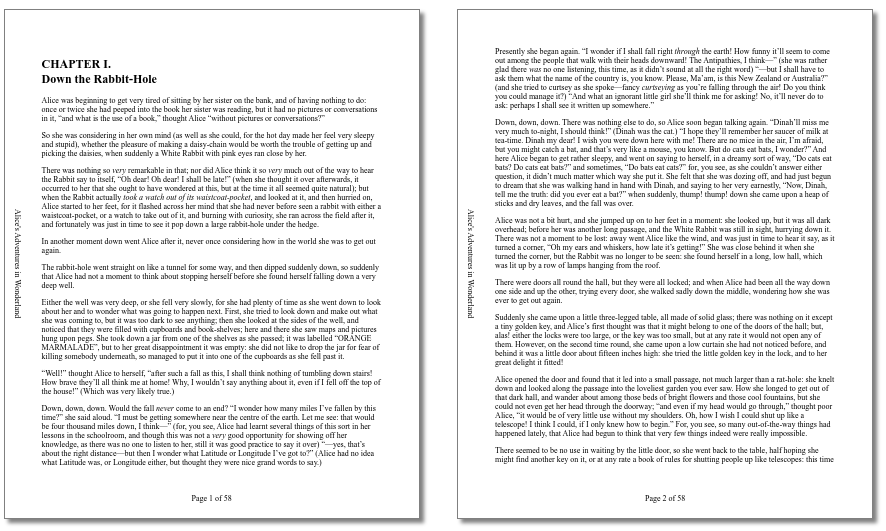 CHAPTER I.
Down the Rabbit-Hole
Alice was beginning to get very tired of sitting by her sister on the bank, and of having nothing to do:
once or twice she had peeped into the book her sister was reading, but it had no pictures or conversations
in it, “and what is the use of a book,” thought Alice “without pictures or conversations?”
So she was considering in her own mind (as well as she could, for the hot day made her feel very sleepy
and stupid), whether the pleasure of making a daisy-chain would be worth the trouble of getting up and
picking the daisies, when suddenly a White Rabbit with pink eyes ran close by her.
There was nothing so very remarkable in that; nor did Alice think it so very much out of the way to hear
the Rabbit say to itself, “Oh dear! Oh dear! I shall be late!” (when she thought it over afterwards, it
occurred to her that she ought to have wondered at this, but at the time it all seemed quite natural); but
when the Rabbit actually took a watch out of its waistcoat-pocket, and looked at it, and then hurried on,
Alice started to her feet, for it flashed across her mind that she had never before seen a rabbit with either a
waistcoat-pocket, or a watch to take out of it, and burning with curiosity, she ran across the field after it,
and fortunately was just in time to see it pop down a large rabbit-hole under the hedge.
In another moment down went Alice after it, never once considering how in the world she was to get out
again.
The rabbit-hole went straight on like a tunnel for some way, and then dipped suddenly down, so suddenly
that Alice had not a moment to think about stopping herself before she found herself falling down a very
deep well.
Either the well was very deep, or she fell very slowly, for she had plenty of time as she went down to look
about her and to wonder what was going to happen next. First, she tried to look down and make out what
she was coming to, but it was too dark to see anything; then she looked at the sides of the well, and
noticed that they were filled with cupboards and book-shelves; here and there she saw maps and pictures
hung upon pegs. She took down a jar from one of the shelves as she passed; it was labelled “ORANGE
MARMALADE”, but to her great disappointment it was empty: she did not like to drop the jar for fear of
killing somebody underneath, so managed to put it into one of the cupboards as she fell past it.
“Well!” thought Alice to herself, “after such a fall as this, I shall think nothing of tumbling down stairs!
How brave they’ll all think me at home! Why, I wouldn’t say anything about it, even if I fell off the top of
the house!” (Which was very likely true.)
Down, down, down. Would the fall never come to an end? “I wonder how many miles I’ve fallen by this
time?” she said aloud. “I must be getting somewhere near the centre of the earth. Let me see: that would
be four thousand miles down, I think—” (for, you see, Alice had learnt several things of this sort in her
lessons in the schoolroom, and though this was not a very good opportunity for showing off her
knowledge, as there was no one to listen to her, still it was good practice to say it over) “—yes, that’s
about the right distance—but then I wonder what Latitude or Longitude I’ve got to?” (Alice had no idea
what Latitude was, or Longitude either, but thought they were nice grand words to say.)
Alice's Adventures in Wonderland
Page 1 of 58
Presently she began again. “I wonder if I shall fall right through the earth! How funny it’ll seem to come
out among the people that walk with their heads downward! The Antipathies, I think—” (she was rather
glad there was no one listening, this time, as it didn’t sound at all the right word) “—but I shall have to
ask them what the name of the country is, you know. Please, Ma’am, is this New Zealand or Australia?”
(and she tried to curtsey as she spoke—fancy curtseying as you’re falling through the air! Do you think
you could manage it?) “And what an ignorant little girl she’ll think me for asking! No, it’ll never do to
ask: perhaps I shall see it written up somewhere.”
Down, down, down. There was nothing else to do, so Alice soon began talking again. “Dinah’ll miss me
very much to-night, I should think!” (Dinah was the cat.) “I hope they’ll remember her saucer of milk at
tea-time. Dinah my dear! I wish you were down here with me! There are no mice in the air, I’m afraid,
but you might catch a bat, and that’s very like a mouse, you know. But do cats eat bats, I wonder?” And
here Alice began to get rather sleepy, and went on saying to herself, in a dreamy sort of way, “Do cats eat
bats? Do cats eat bats?” and sometimes, “Do bats eat cats?” for, you see, as she couldn’t answer either
question, it didn’t much matter which way she put it. She felt that she was dozing off, and had just begun
to dream that she was walking hand in hand with Dinah, and saying to her very earnestly, “Now, Dinah,
tell me the truth: did you ever eat a bat?” when suddenly, thump! thump! down she came upon a heap of
sticks and dry leaves, and the fall was over.
Alice was not a bit hurt, and she jumped up on to her feet in a moment: she looked up, but it was all dark
overhead; before her was another long passage, and the White Rabbit was still in sight, hurrying down it.
There was not a moment to be lost: away went Alice like the wind, and was just in time to hear it say, as it
turned a corner, “Oh my ears and whiskers, how late it’s getting!” She was close behind it when she
turned the corner, but the Rabbit was no longer to be seen: she found herself in a long, low hall, which
was lit up by a row of lamps hanging from the roof.
There were doors all round the hall, but they were all locked; and when Alice had been all the way down
one side and up the other, trying every door, she walked sadly down the middle, wondering how she was
ever to get out again.
Suddenly she came upon a little three-legged table, all made of solid glass; there was nothing on it except
a tiny golden key, and Alice’s first thought was that it might belong to one of the doors of the hall; but,
alas! either the locks were too large, or the key was too small, but at any rate it would not open any of
them. However, on the second time round, she came upon a low curtain she had not noticed before, and
behind it was a little door about fifteen inches high: she tried the little golden key in the lock, and to her
great delight it fitted!
Alice opened the door and found that it led into a small passage, not much larger than a rat-hole: she knelt
down and looked along the passage into the loveliest garden you ever saw. How she longed to get out of
that dark hall, and wander about among those beds of bright flowers and those cool fountains, but she
could not even get her head through the doorway; “and even if my head would go through,” thought poor
Alice, “it would be of very little use without my shoulders. Oh, how I wish I could shut up like a
telescope! I think I could, if I only knew how to begin.” For, you see, so many out-of-the-way things had
happened lately, that Alice had begun to think that very few things indeed were really impossible.
There seemed to be no use in waiting by the little door, so she went back to the table, half hoping she
might find another key on it, or at any rate a book of rules for shutting people up like telescopes: this time
Alice's Adventures in Wonderland
Page 2 of 58